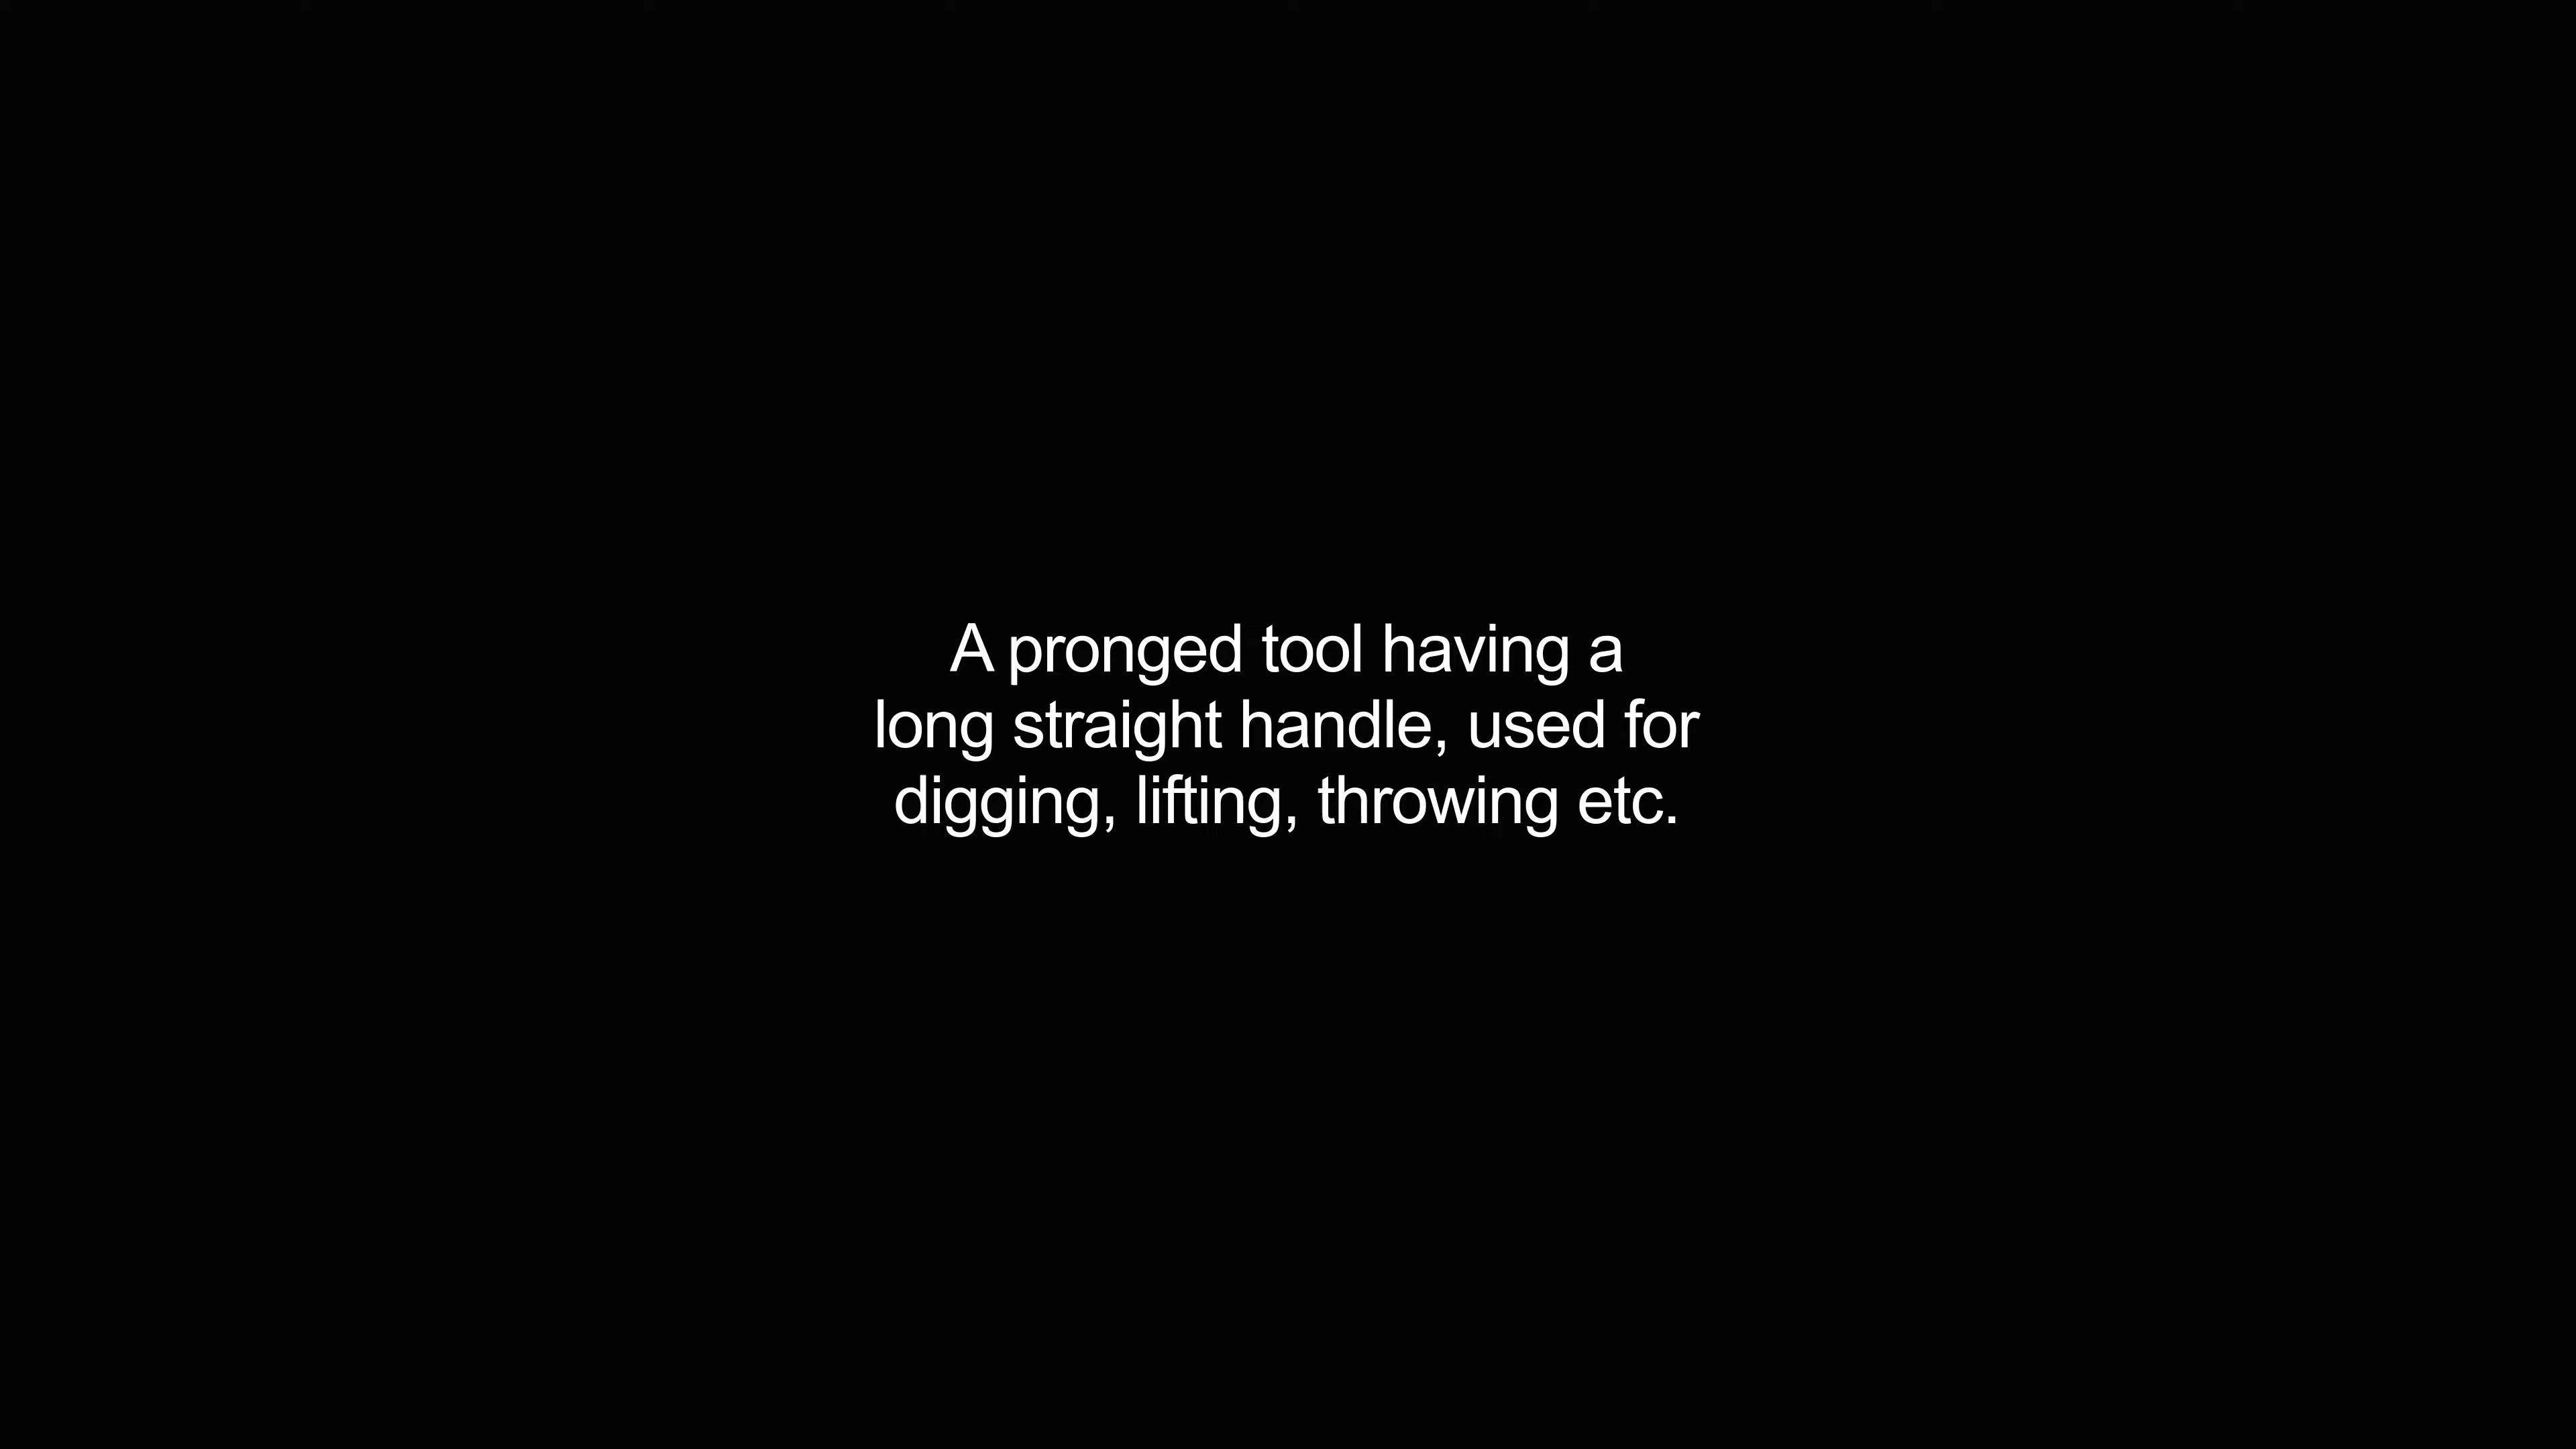 A pronged tool having a
long straight handle, used for
digging, lifting, throwing etc.